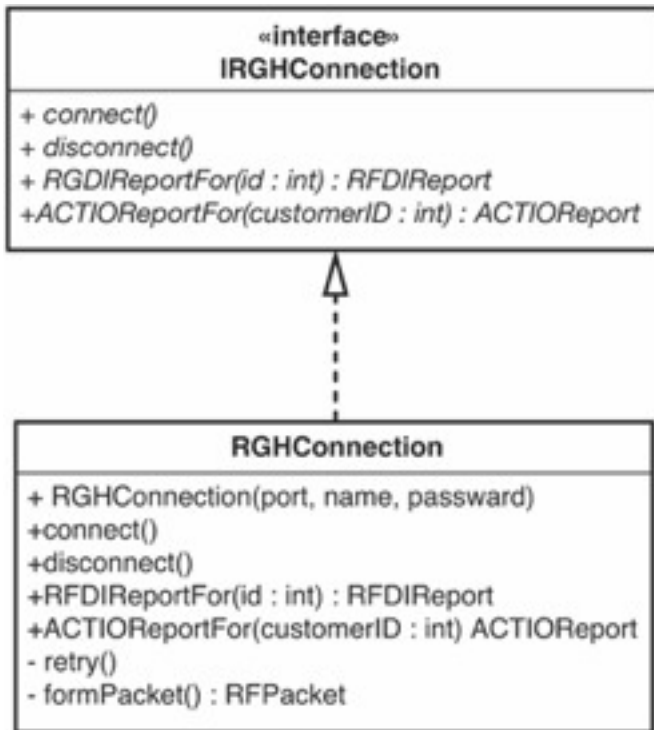 «interface»
IRGHConnection
+ connect()
+ disconnect()
+ RGDIReportFor(id : int) : RFDIReport
+ACTIOReportFor(customerID : int) : ACTIOReport
RGHConnection
+ RGHConnection(port, name, passward)
+connect()
+disconnect()
+RFDIReportFor(id : int) : RFDIReport
+ACTIOReportFor(customerID : int) ACTIOReport
- retry()
- formPacket() : RFPacket